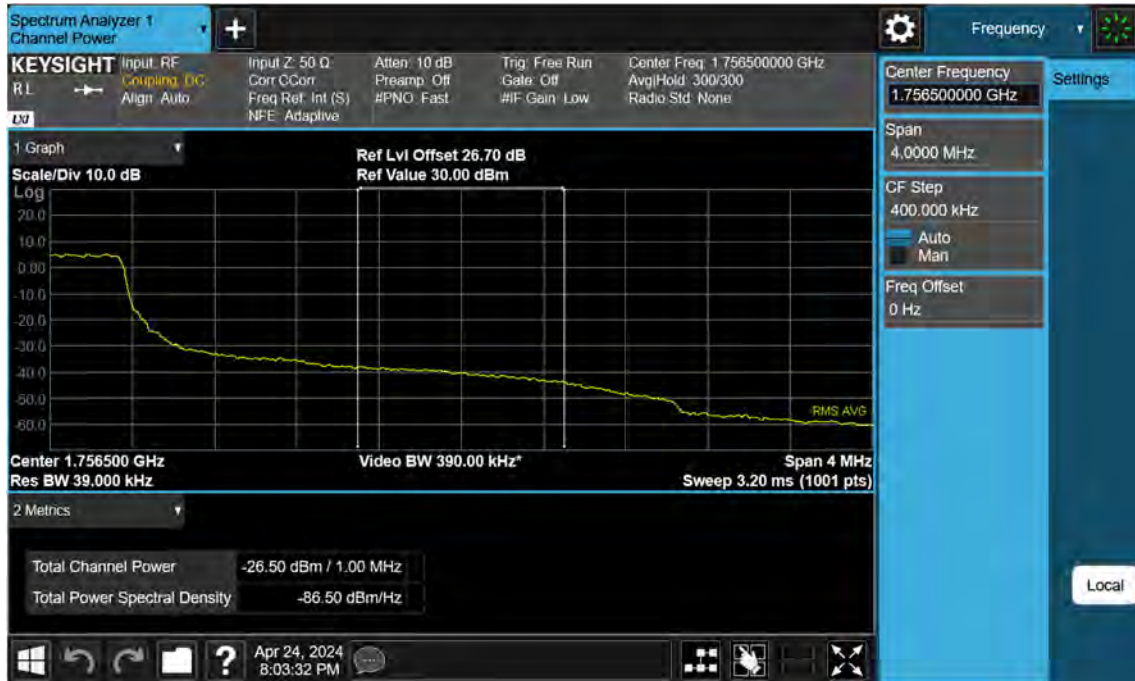 Spectrum Analyzer 1
Channel Power
Frequency
KEYSIGHT
RL
LXI
Input: RF
Coupling: DC
Align: Auto
Input Z: 50 Ω
Corr CCorr
Freq Ref: Int (S)
NFE: Adaptive
Atten: 10 dB
Preamp: Off
#PNO: Fast
Trig: Free Run
Gate: Off
#IF Gain: Low
Center Freq: 1.756500000 GHz
Avg|Hold: 300/300
Radio Std: None
Center Frequency
1.756500000 GHz
Settings
Span
4.0000 MHz
CF Step
400.000 kHz
Auto
Man
Freq Offset
0 Hz
Local
1 Graph
Scale/Div 10.0 dB
Ref Lvl Offset 26.70 dB
Ref Value 30.00 dBm
Log
20.0
10.0
0.00
-10.0
-20.0
-30.0
-40.0
-50.0
-60.0
RMS AVG
Center 1.756500 GHz
Video BW 390.00 kHz*
Span 4 MHz
Res BW 39.000 kHz
Sweep 3.20 ms (1001 pts)
2 Metrics
Total Channel Power
-26.50 dBm / 1.00 MHz
Total Power Spectral Density
-86.50 dBm/Hz
Apr 24, 2024
8:03:32 PM